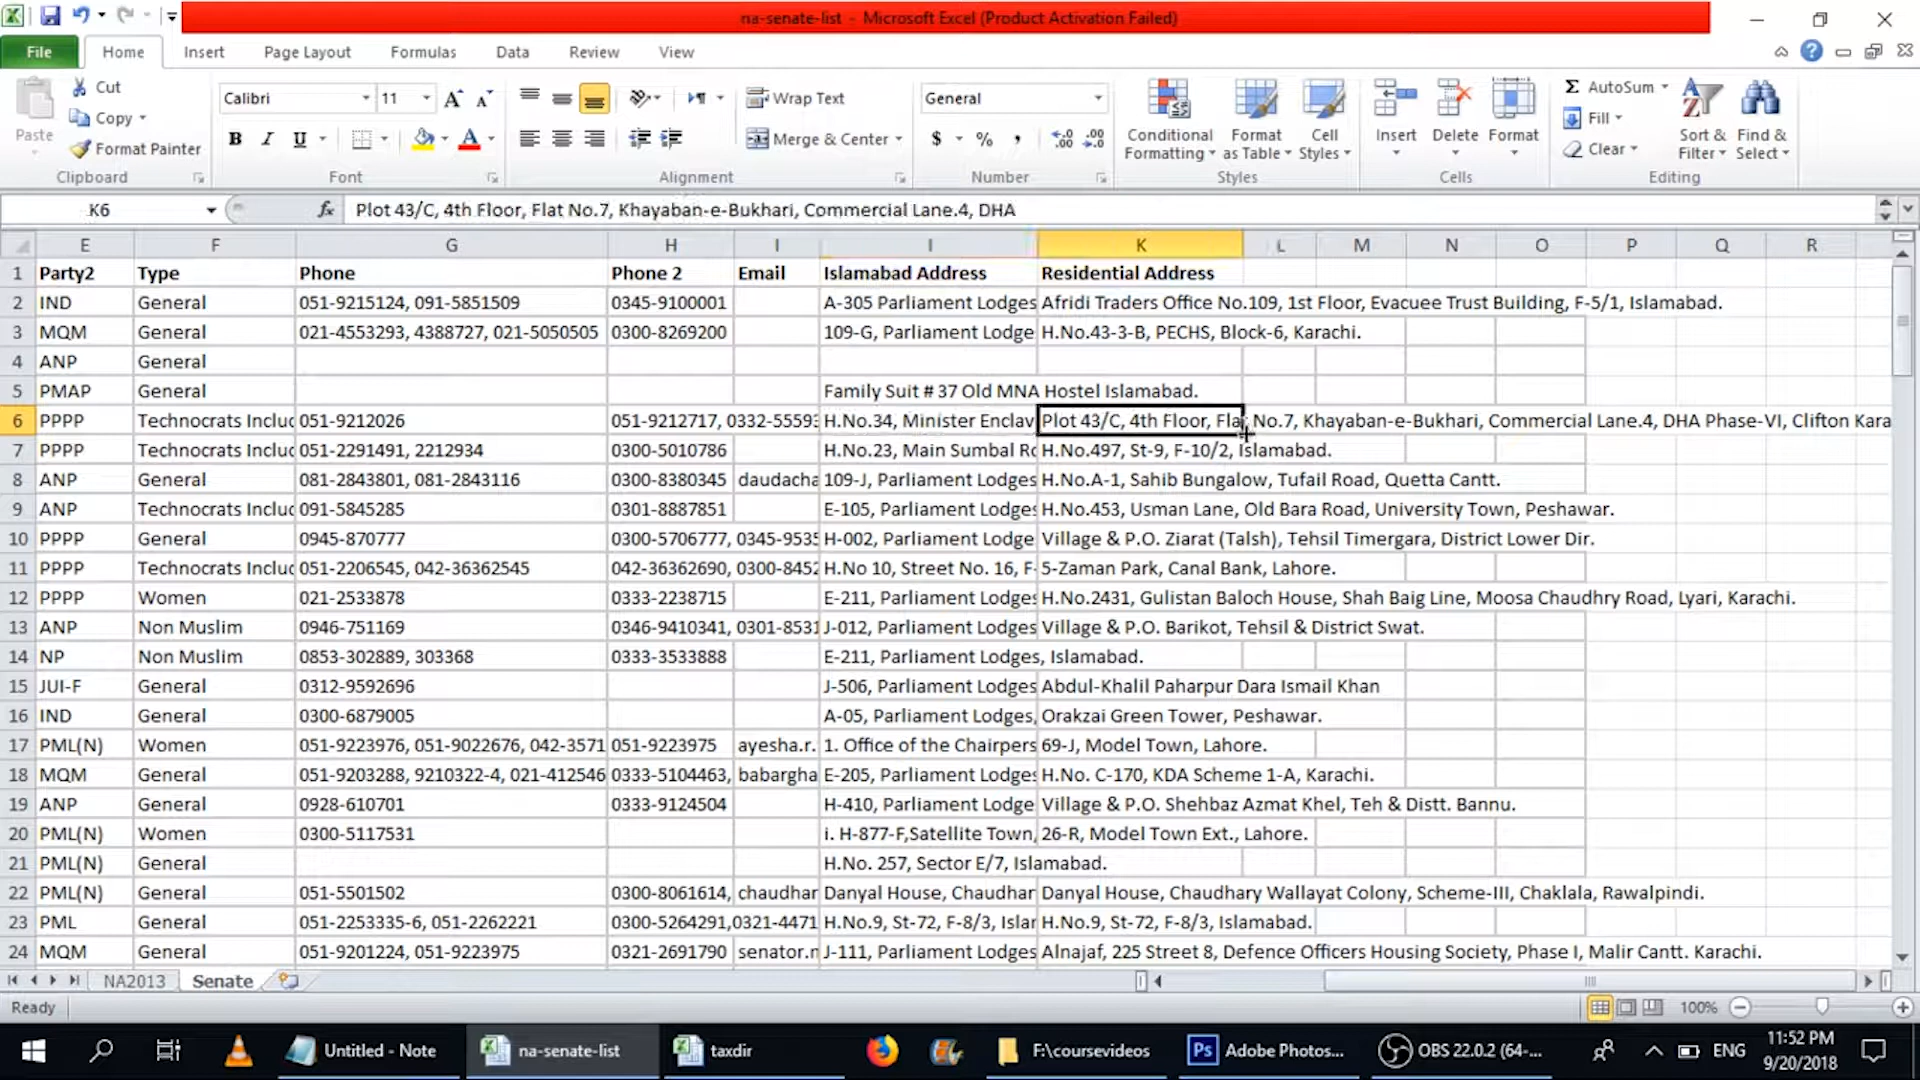 na-senate-list - Microsoft Excel (Product Activation Failed)
File Home Insert Page Layout Formulas Data Review View
Paste Cut Copy Format Painter Clipboard
Calibri 11 B I U Font
Wrap Text Merge & Center Alignment
General $ % , Number
Conditional Formatting Format as Table Cell Styles Styles
Insert Delete Format Cells
AutoSum Fill Clear Sort & Filter Find & Select Editing
K6 fx Plot 43/C, 4th Floor, Flat No.7, Khayaban-e-Bukhari, Commercial Lane.4, DHA
E F G H I I K L M N O P Q R
1 Party2 Type Phone Phone 2 Email Islamabad Address Residential Address
2 IND General 051-9215124, 091-5851509 0345-9100001 A-305 Parliament Lodges Afridi Traders Office No.109, 1st Floor, Evacuee Trust Building, F-5/1, Islamabad.
3 MQM General 021-4553293, 4388727, 021-5050505 0300-8269200 109-G, Parliament Lodge H.No.43-3-B, PECHS, Block-6, Karachi.
4 ANP General
5 PMAP General Family Suit # 37 Old MNA Hostel Islamabad.
6 PPPP Technocrats Includ 051-9212026 051-9212717, 0332-5559 H.No.34, Minister Enclav Plot 43/C, 4th Floor, Flat No.7, Khayaban-e-Bukhari, Commercial Lane.4, DHA Phase-VI, Clifton Kara
7 PPPP 051-2291491, 2212934 0300-5010786 H.No.23, Main Sumbal Ro H.No.497, St-9, F-10/2, Islamabad.
8 ANP General 081-2843801, 081-2843116 0300-8380345 daudacha 109-J, Parliament Lodges H.No.A-1, Sahib Bungalow, Tufail Road, Quetta Cantt.
9 ANP Technocrats Includ 091-5845285 0301-8887851 E-105, Parliament Lodges H.No.453, Usman Lane, Old Bara Road, University Town, Peshawar.
10 PPPP General 0945-870777 0300-5706777, 0345-9535 H-002, Parliament Lodge Village & P.O. Ziarat (Talsh), Tehsil Timergara, District Lower Dir.
11 PPPP Technocrats Includ 051-2206545, 042-36362545 042-36362690, 0300-8452 H.No 10, Street No. 16, F- 5-Zaman Park, Canal Bank, Lahore.
12 PPPP Women 021-2533878 0333-2238715 E-211, Parliament Lodges H.No.2431, Gulistan Baloch House, Shah Baig Line, Moosa Chaudhry Road, Lyari, Karachi.
13 ANP Non Muslim 0946-751169 0346-9410341, 0301-8531 J-012, Parliament Lodges Village & P.O. Barikot, Tehsil & District Swat.
14 NP Non Muslim 0853-302889, 303368 0333-3533888 E-211, Parliament Lodges, Islamabad.
15 JUI-F General 0312-9592696 J-506, Parliament Lodges Abdul-Khalil Paharpur Dara Ismail Khan
16 IND General 0300-6879005 A-05, Parliament Lodges, Orakzai Green Tower, Peshawar.
17 PML(N) Women 051-9223976, 051-9022676, 042-3571 051-9223975 ayesha.r. 1. Office of the Chairpers 69-J, Model Town, Lahore.
18 MQM General 051-9203288, 9210322-4, 021-412546 0333-5104463, babargha E-205, Parliament Lodges H.No. C-170, KDA Scheme 1-A, Karachi.
19 ANP General 0928-610701 0333-9124504 H-410, Parliament Lodge Village & P.O. Shehbaz Azmat Khel, Teh & Distt. Bannu.
20 PML(N) Women 0300-5117531 i. H-877-F,Satellite Town, 26-R, Model Town Ext., Lahore.
21 PML(N) General H.No. 257, Sector E/7, Islamabad.
22 PML(N) General 051-5501502 0300-8061614, chaudhar Danyal House, Chaudhar Danyal House, Chaudhary Wallayat Colony, Scheme-III, Chaklala, Rawalpindi.
23 PML General 051-2253335-6, 051-2262221 0300-5264291,0321-4471 H.No.9, St-72, F-8/3, Islar H.No.9, St-72, F-8/3, Islamabad.
24 MQM General 051-9201224, 051-9223975 0321-2691790 senator.n J-111, Parliament Lodges Alnajaf, 225 Street 8, Defence Officers Housing Society, Phase I, Malir Cantt. Karachi.
NA2013 Senate
Ready 100%
Untitled - Note na-senate-list taxdir F:\coursevideos Ps Adobe Photos... OBS 22.0.2 (64-... ENG 11:52 PM
9/20/2018